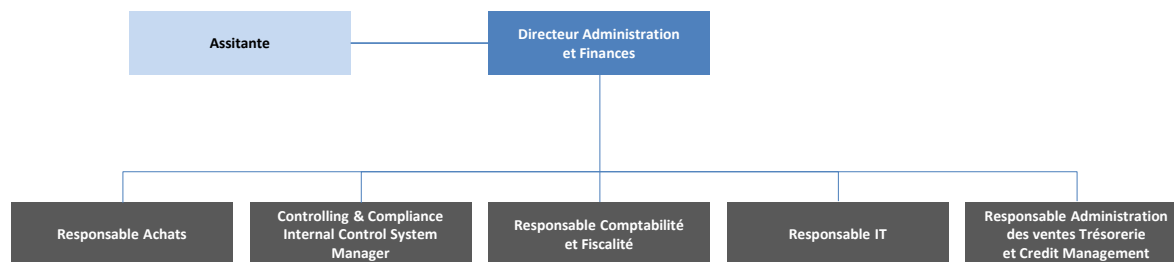 Assitante
Directeur Administration
et Finances
Responsable Achats
Controlling & Compliance
Internal Control System
Manager
Responsable Comptabilité
et Fiscalité
Responsable IT
Responsable Administration
des ventes Trésorerie
et Credit Management